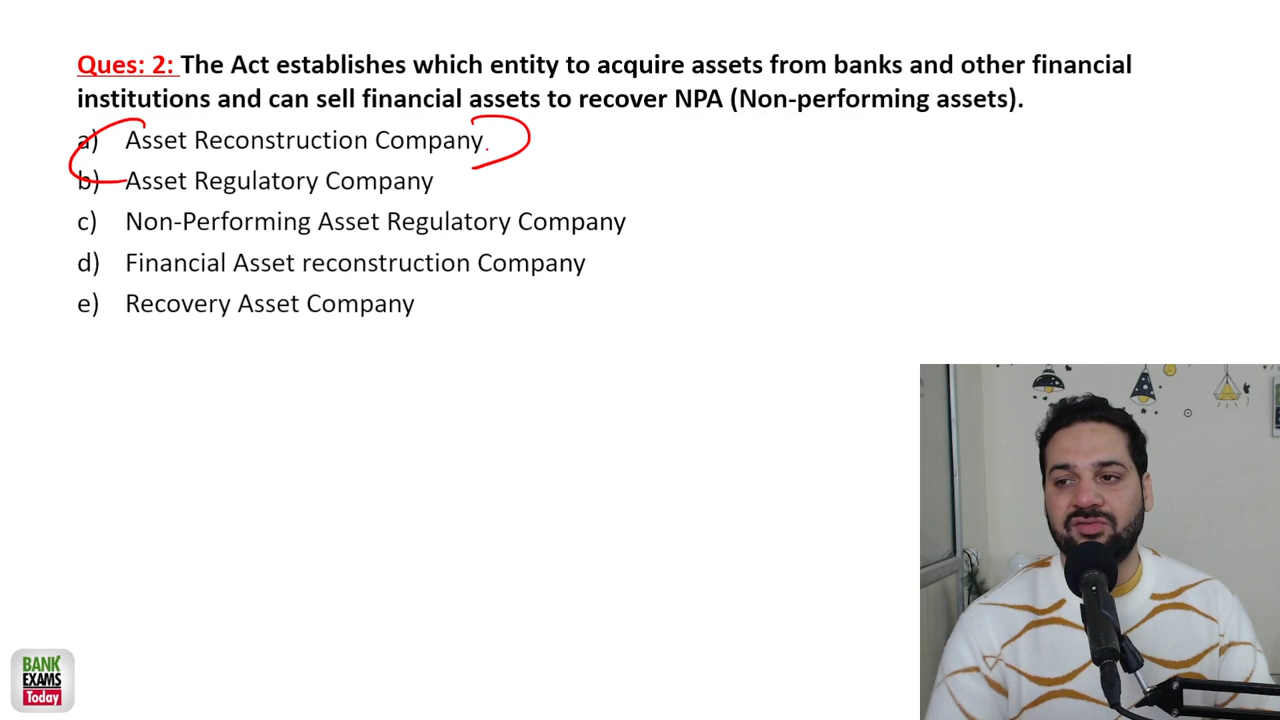 Ques: 2: The Act establishes which entity to acquire assets from banks and other financial
institutions and can sell financial assets to recover NPA (Non-performing assets).
a) Asset Reconstruction Company.
b) Asset Regulatory Company
c) Non-Performing Asset Regulatory Company
d) Financial Asset reconstruction Company
e) Recovery Asset Company
BANK
EXAMS
Today